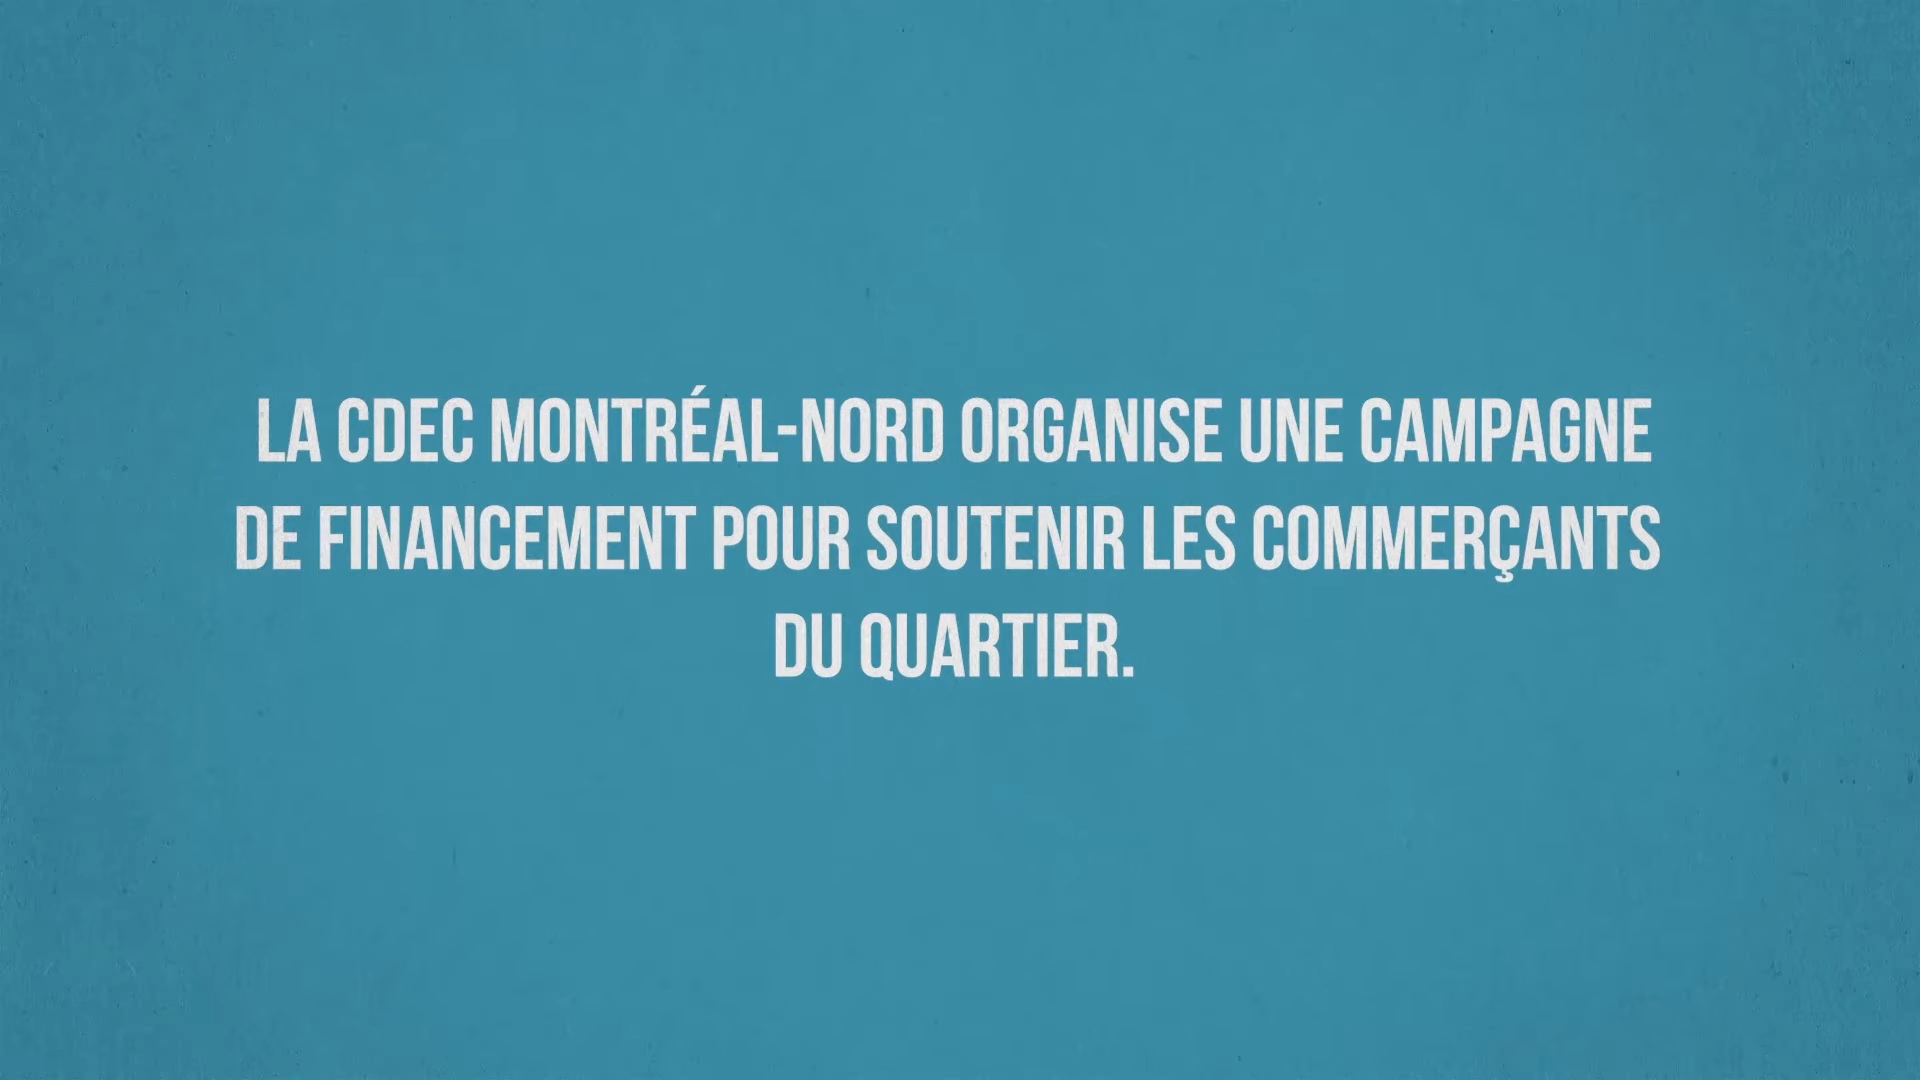 LA CDEC MONTRÉAL-NORD ORGANISE UNE CAMPAGNE
DE FINANCEMENT POUR SOUTENIR LES COMMERÇANTS
DU QUARTIER.